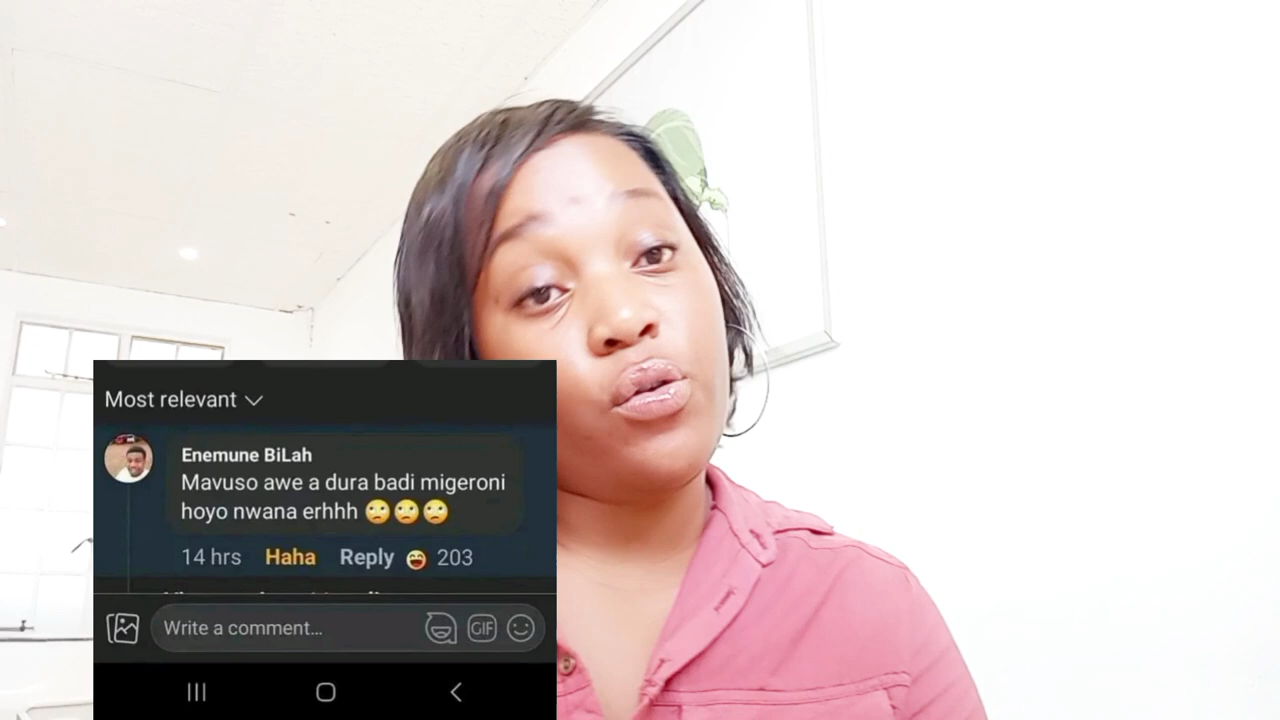 Most relevant
Enemune BiLah
Mavuso awe a dura badi migeroni
hoyo nwana erhhh 🙄🙄🙄
14 hrs Haha Reply 😆 203
Write a comment... GIF